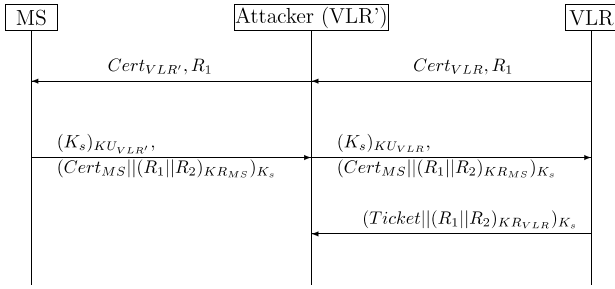 MS Attacker (VLR') VLR
Cert_{VLR'}, R_1 Cert_{VLR}, R_1
(K_s)_{KU_{VLR'}}, (K_s)_{KU_{VLR}},
(Cert_{MS}||(R_1||R_2)_{KR_{MS}})_{K_s} (Cert_{MS}||(R_1||R_2)_{KR_{MS}})_{K_s}
(Ticket||(R_1||R_2)_{KR_{VLR}})_{K_s}